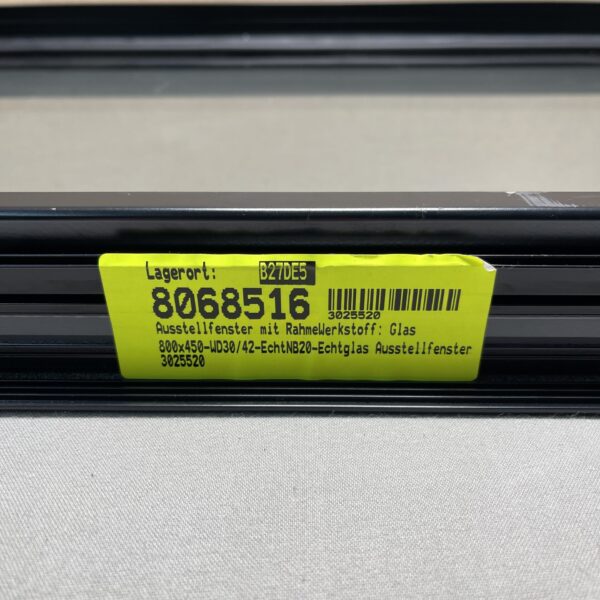 Lagerort: B27DE5
8068516
3025520
Ausstellfenster mit RahmeWerkstoff: Glas
800x450-WD30/42-EchtNB20-Echtglas Ausstellfenster
3025520